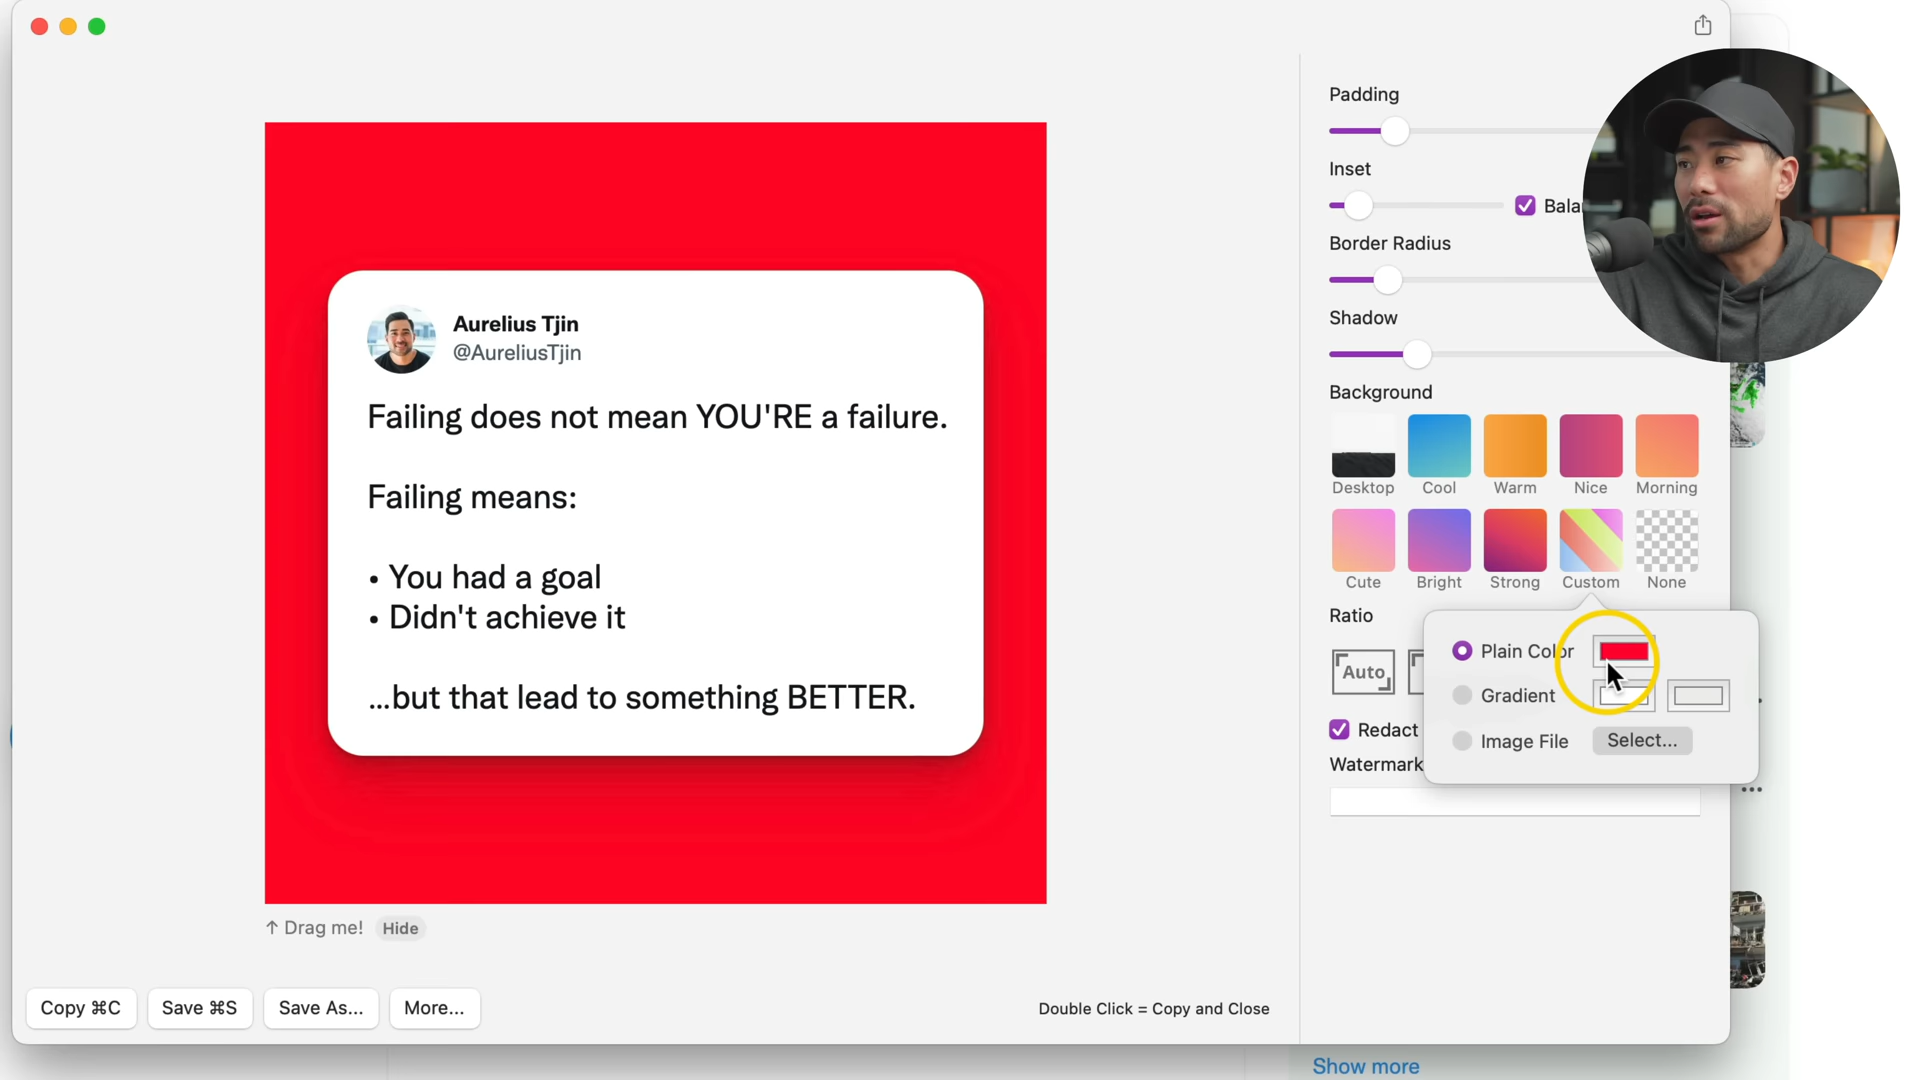 Padding
Inset
Bala
Border Radius
Shadow
Background
Desktop
Cool
Warm
Nice
Morning
Cute
Bright
Strong
Custom
None
Ratio
Auto
Plain Color
Gradient
Image File
Select...
Redact
Watermark
Aurelius Tjin
@AureliusTjin
Failing does not mean YOU'RE a failure.
Failing means:
• You had a goal
• Didn't achieve it
...but that lead to something BETTER.
↑ Drag me!
Hide
Copy ⌘C
Save ⌘S
Save As...
More...
Double Click = Copy and Close
Show more